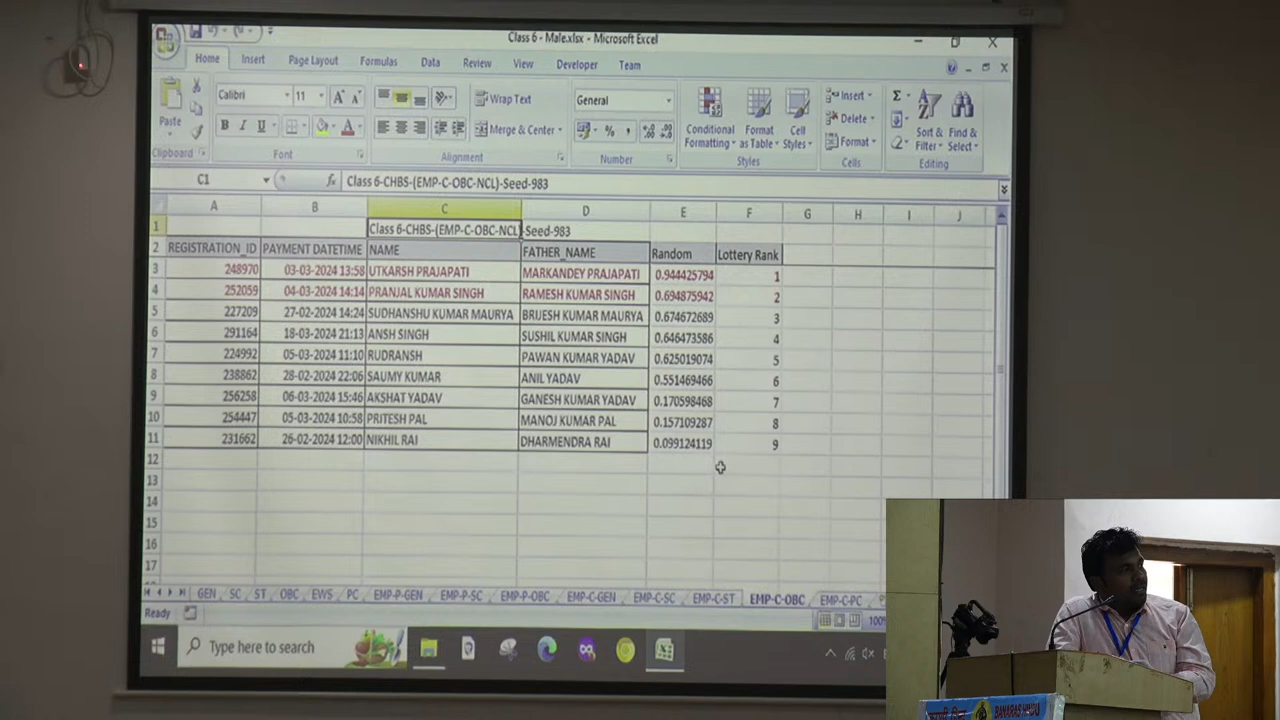 Class 6 - Male.xlsx - Microsoft Excel
Home Insert Page Layout Formulas Data Review View Developer Team
Calibri 11 Wrap Text General Insert
Paste B I U Merge & Center % , Conditional Formatting Format as Table Cell Styles Delete Format Sort & Filter Find & Select
Clipboard Font Alignment Number Styles Cells Editing
C1 fx Class 6-CHBS-(EMP-C-OBC-NCL)-Seed-983
A B C D E F G H I J
1 Class 6-CHBS-(EMP-C-OBC-NCL)-Seed-983
2 REGISTRATION_ID PAYMENT DATETIME NAME FATHER_NAME Random Lottery Rank
3 248970 03-03-2024 13:58 UTKARSH PRAJAPATI MARKANDEY PRAJAPATI 0.944425794 1
4 252059 04-03-2024 14:14 PRANJAL KUMAR SINGH RAMESH KUMAR SINGH 0.694875942 2
5 227209 27-02-2024 14:24 SUDHANSHU KUMAR MAURYA BRIJESH KUMAR MAURYA 0.674672689 3
6 291164 18-03-2024 21:13 ANSH SINGH SUSHIL KUMAR SINGH 0.646473586 4
7 224992 05-03-2024 11:10 RUDRANSH PAWAN KUMAR YADAV 0.625019074 5
8 238862 28-02-2024 22:06 SAUMY KUMAR ANIL YADAV 0.551469466 6
9 256258 06-03-2024 15:46 AKSHAT YADAV GANESH KUMAR YADAV 0.170598468 7
10 254447 05-03-2024 10:58 PRITESH PAL MANOJ KUMAR PAL 0.157109287 8
11 231662 26-02-2024 12:00 NIKHIL RAI DHARMENDRA RAI 0.099124119 9
12
13
14
15
16
17
GEN SC ST OBC EWS PC EMP-P-GEN EMP-P-SC EMP-P-OBC EMP-C-GEN EMP-C-SC EMP-C-ST EMP-C-OBC EMP-C-PC
Ready 100%
Type here to search
BANARAS HINDU